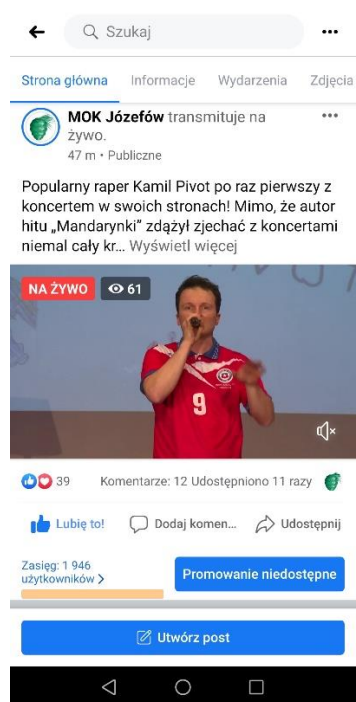 Szukaj
Strona główna Informacje Wydarzenia Zdjęcia
MOK Józefów transmituje na
żywo.
47 m • Publiczne
Popularny raper Kamil Pivot po raz pierwszy z
koncertem w swoich stronach! Mimo, że autor
hitu „Mandarynki” zdążył zjechać z koncertami
niemal cały kr... Wyświetl więcej
NA ŻYWO 61
9
39 Komentarze: 12 Udostępniono 11 razy
Lubię to! Dodaj komen... Udostępnij
Zasięg: 1 946
użytkowników
Promowanie niedostępne
Utwórz post